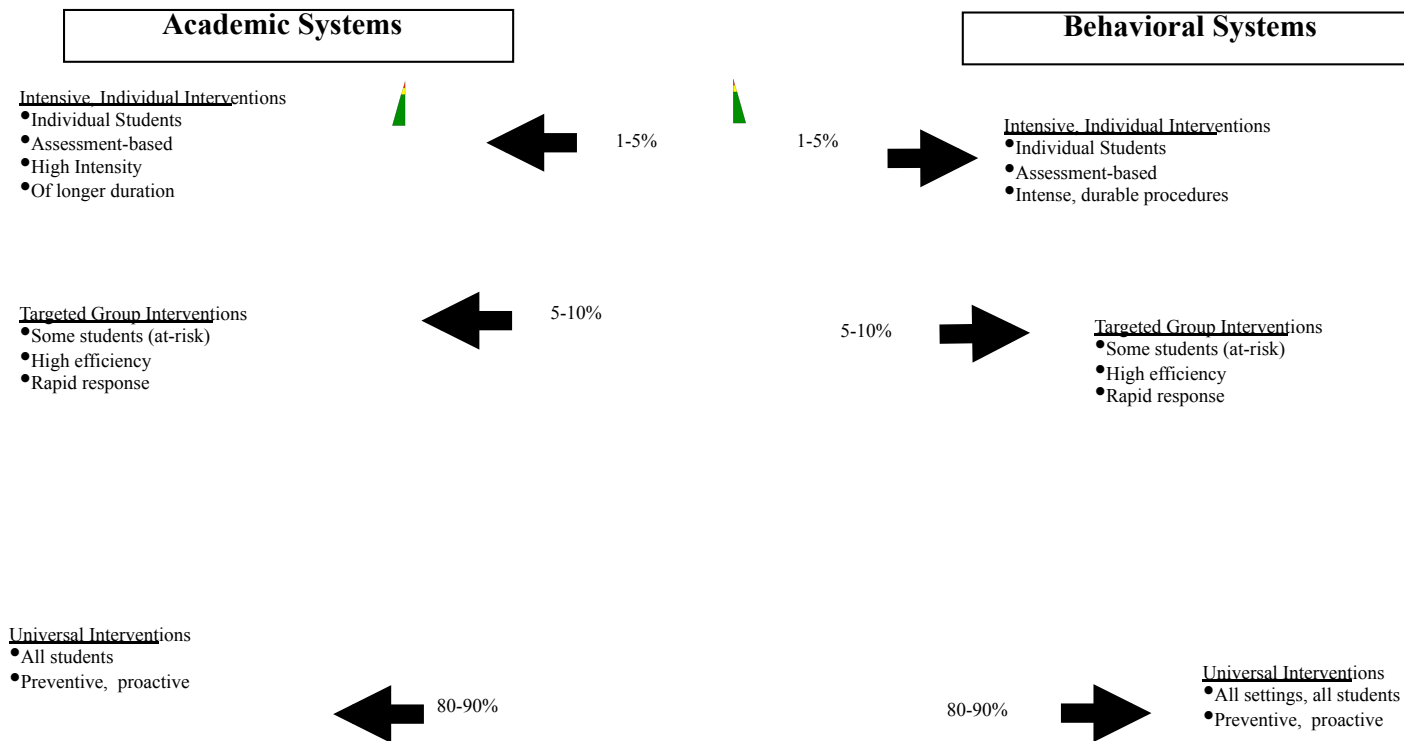 Academic Systems
Behavioral Systems
Intensive, Individual Interventions
•Individual Students
•Assessment-based
•High Intensity
•Of longer duration
1-5%
1-5%
Intensive, Individual Interventions
•Individual Students
•Assessment-based
•Intense, durable procedures
Targeted Group Interventions
•Some students (at-risk)
•High efficiency
•Rapid response
5-10%
5-10%
Targeted Group Interventions
•Some students (at-risk)
•High efficiency
•Rapid response
Universal Interventions
•All students
•Preventive, proactive
80-90%
80-90%
Universal Interventions
•All settings, all students
•Preventive, proactive